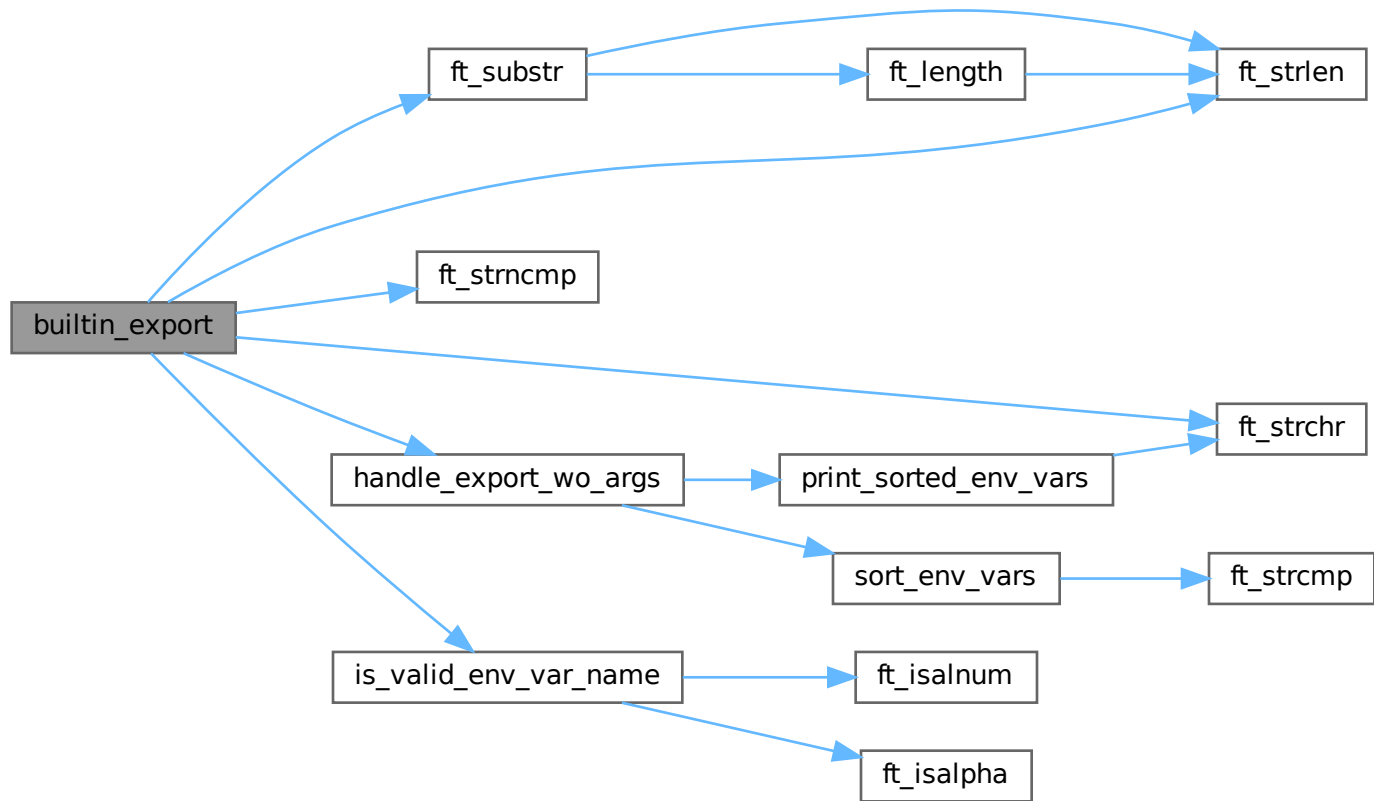 ft_substr
ft_length
ft_strlen
ft_strncmp
builtin_export
ft_strchr
handle_export_wo_args
print_sorted_env_vars
sort_env_vars
ft_strcmp
is_valid_env_var_name
ft_isalnum
ft_isalpha